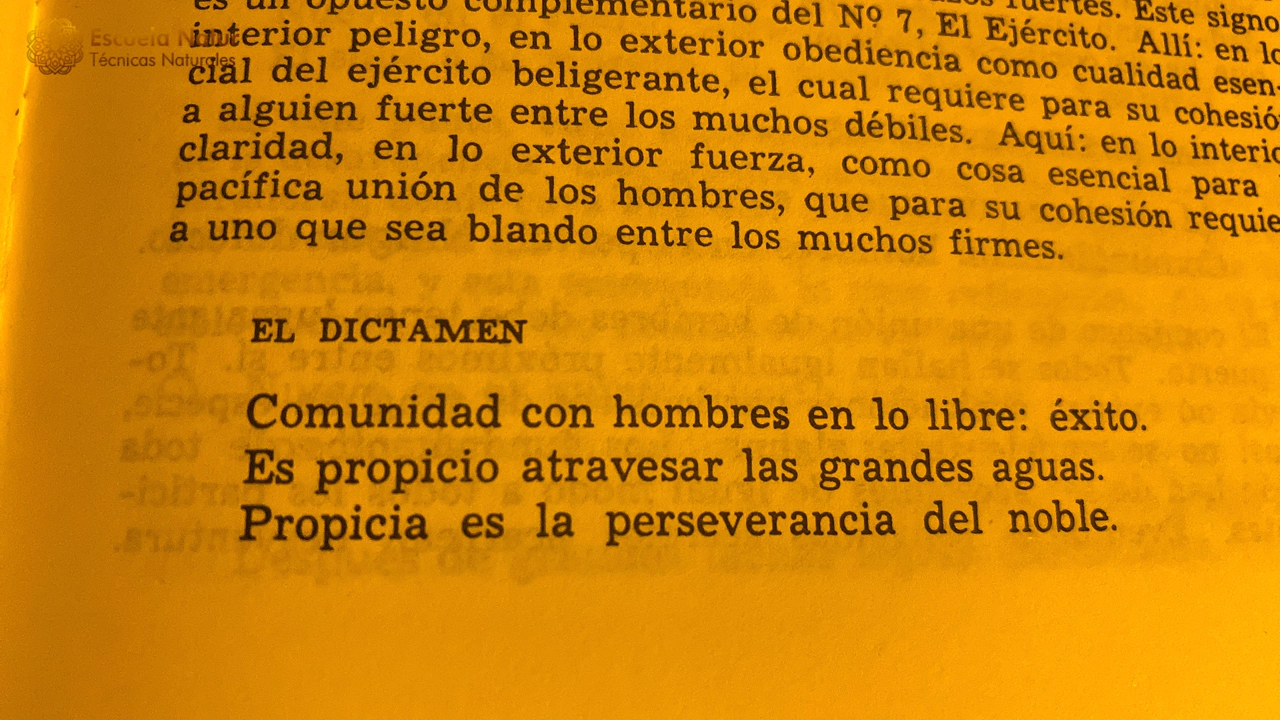 Escuela
Técnicas Naturales
es un opuesto complementario del Nº 7, El Ejército. Allí: en lo
interior peligro, en lo exterior obediencia como cualidad esen-
cial del ejército beligerante, el cual requiere para su cohesión
a alguien fuerte entre los muchos débiles. Aquí: en lo interior
claridad, en lo exterior fuerza, como cosa esencial para
pacífica unión de los hombres, que para su cohesión requie
a uno que sea blando entre los muchos firmes.
EL DICTAMEN
Comunidad con hombres en lo libre: éxito.
Es propicio atravesar las grandes aguas.
Propicia es la perseverancia del noble.